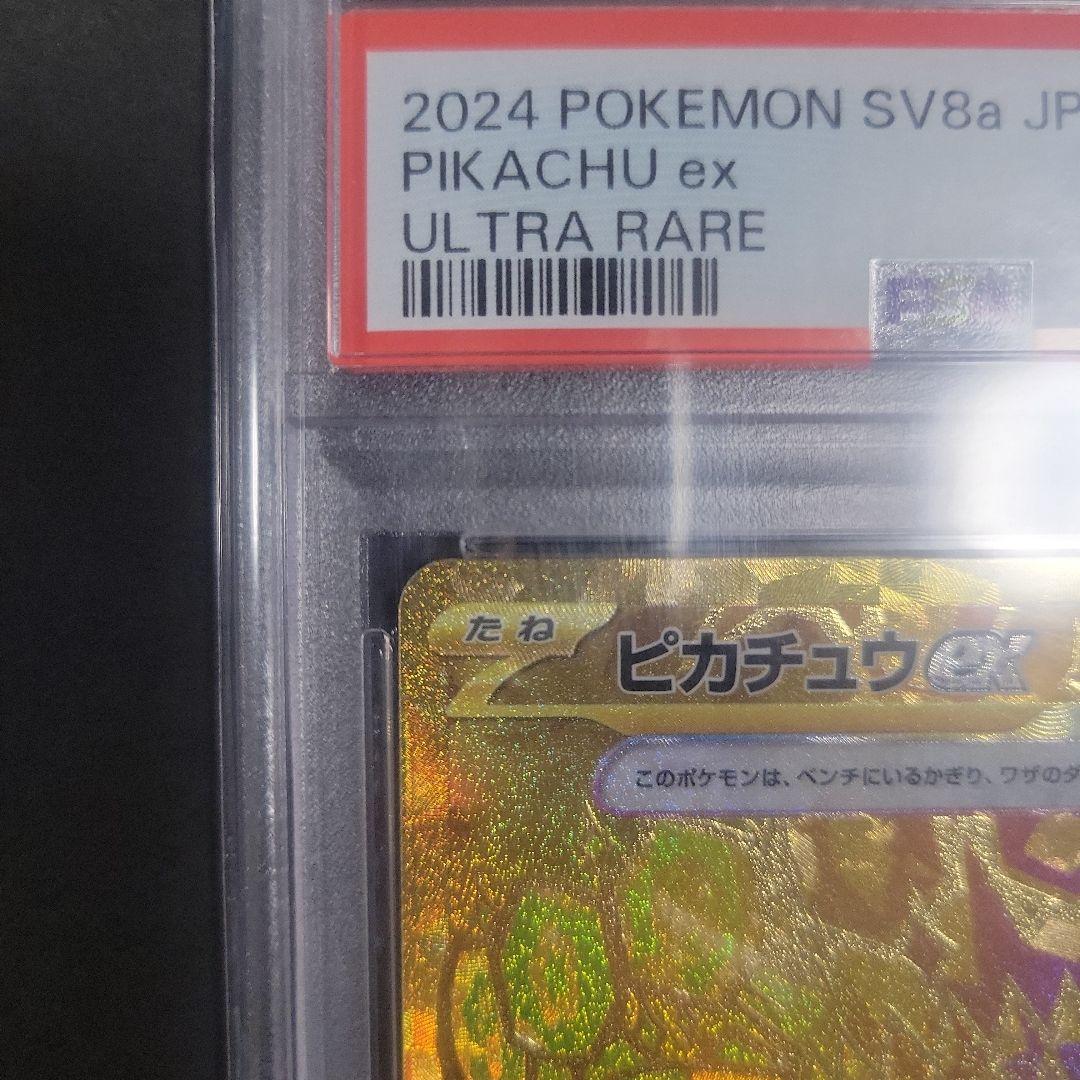 2024 POKEMON SV8a JP
PIKACHU ex
ULTRA RARE
たね
ピカチュウex
このポケモンは、ベンチにいるかぎり、ワザのダ